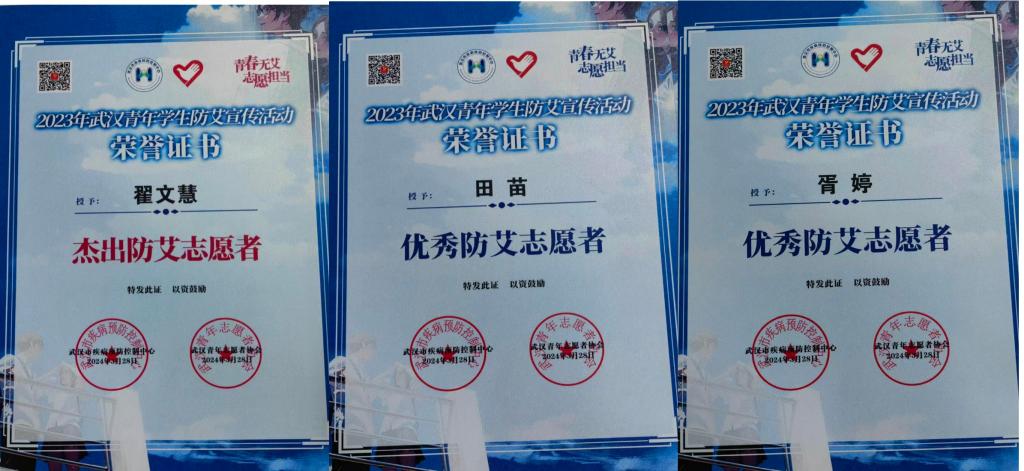 青春无艾
志愿担当
2023年武汉青年学生防艾宣传活动
荣誉证书
授予：
翟文慧
杰出防艾志愿者
特发此证 以资鼓励
武汉市疾病预防控制中心
2024年3月28日
武汉青年志愿者协会
2024年3月28日
青春无艾
志愿担当
2023年武汉青年学生防艾宣传活动
荣誉证书
授予：
田苗
优秀防艾志愿者
特发此证 以资鼓励
武汉市疾病预防控制中心
2024年3月28日
武汉青年志愿者协会
2024年3月28日
青春无艾
志愿担当
2023年武汉青年学生防艾宣传活动
荣誉证书
授予：
胥婷
优秀防艾志愿者
特发此证 以资鼓励
武汉市疾病预防控制中心
2024年3月28日
武汉青年志愿者协会
2024年3月28日